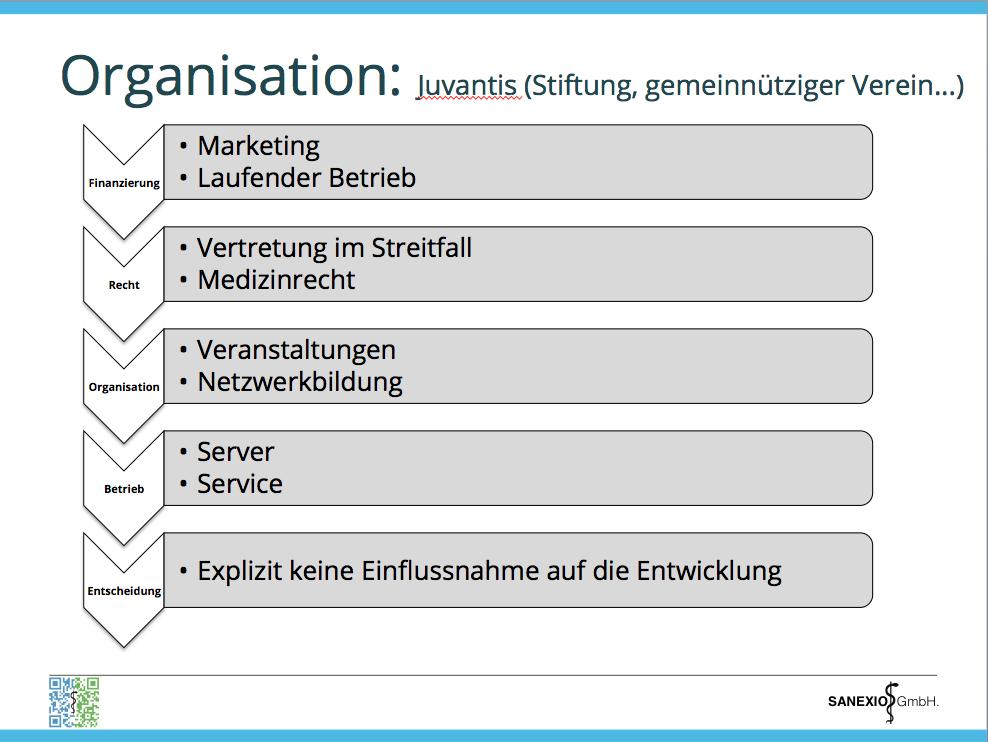 Organisation: Juvantis (Stiftung, gemeinnütziger Verein...)
Finanzierung
• Marketing
• Laufender Betrieb
Recht
• Vertretung im Streitfall
• Medizinrecht
Organisation
• Veranstaltungen
• Netzwerkbildung
Betrieb
• Server
• Service
Entscheidung
• Explizit keine Einflussnahme auf die Entwicklung
SANEXIO GmbH.